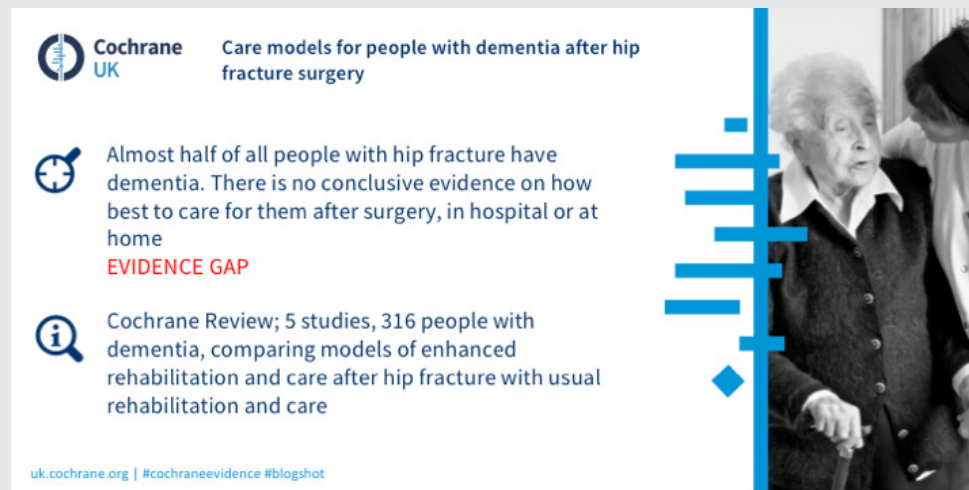 Cochrane
UK
Care models for people with dementia after hip
fracture surgery
Almost half of all people with hip fracture have
dementia. There is no conclusive evidence on how
best to care for them after surgery, in hospital or at
home
EVIDENCE GAP
Cochrane Review; 5 studies, 316 people with
dementia, comparing models of enhanced
rehabilitation and care after hip fracture with usual
rehabilitation and care
uk.cochrane.org | #cochraneevidence #blogshot